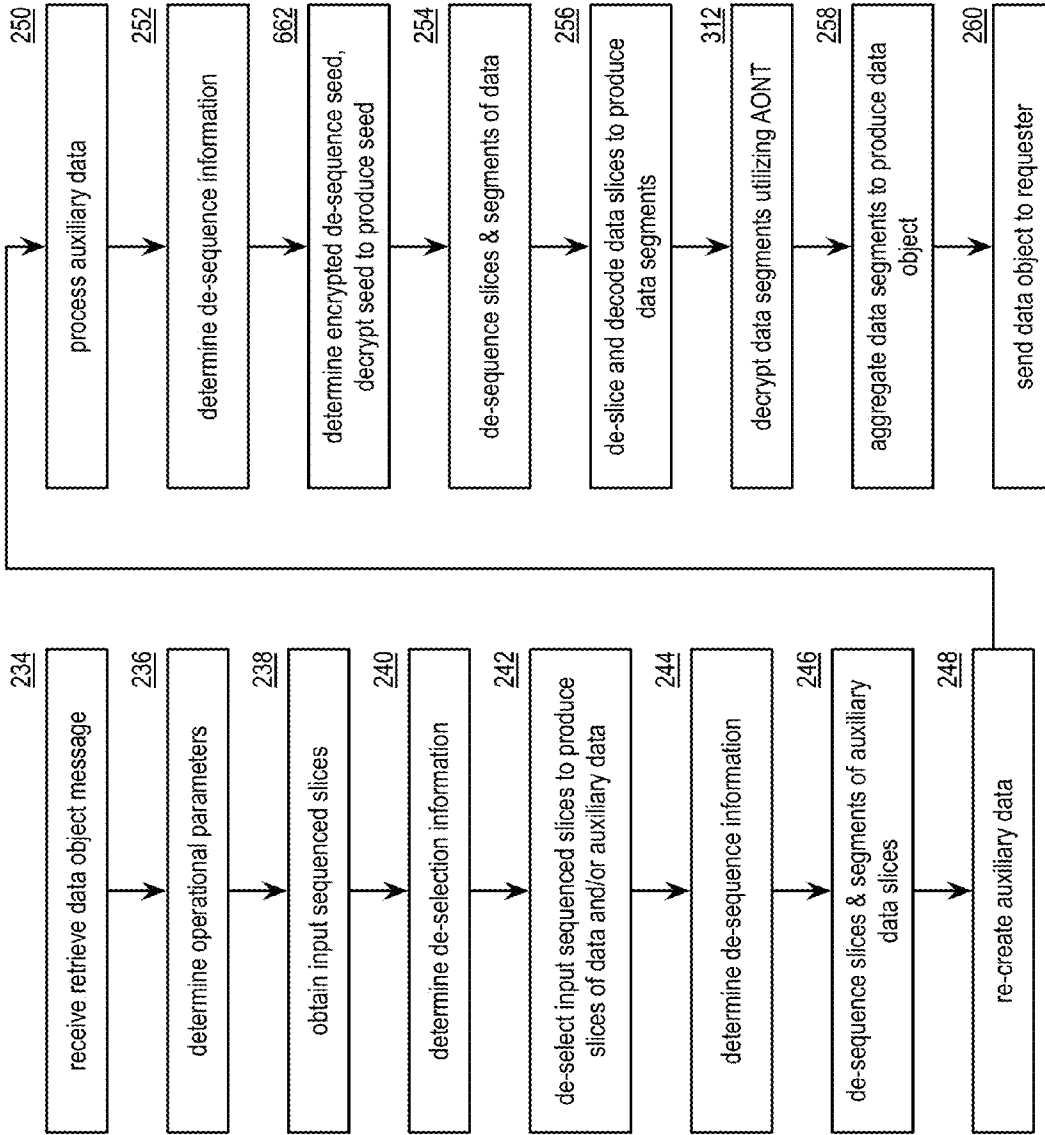 234
receive retrieve data object message
236
determine operational parameters
238
obtain input sequenced slices
240
determine de-selection information
242
de-select input sequenced slices to produce
slices of data and/or auxiliary data
244
determine de-sequence information
246
de-sequence slices & segments of auxiliary
data slices
248
re-create auxiliary data
250
process auxiliary data
252
determine de-sequence information
662
determine encrypted de-sequence seed,
decrypt seed to produce seed
254
de-sequence slices & segments of data
256
de-slice and decode data slices to produce
data segments
312
decrypt data segments utilizing AONT
258
aggregate data segments to produce data
object
260
send data object to requester